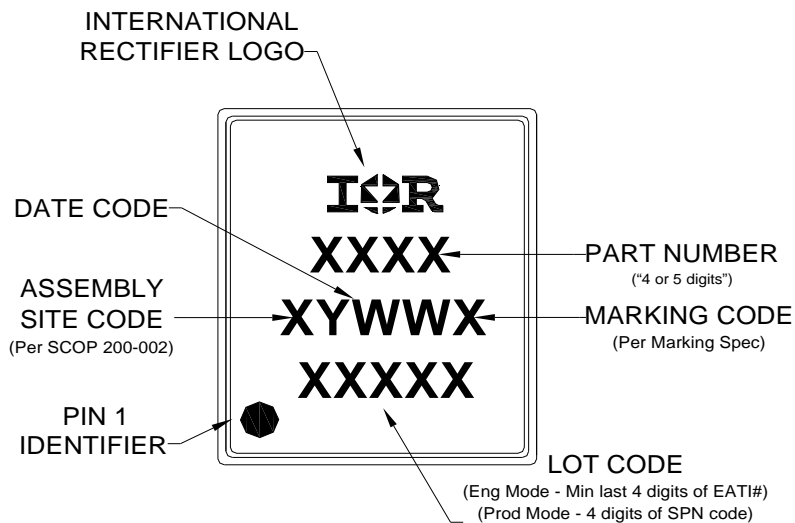 INTERNATIONAL
RECTIFIER LOGO
IOR
DATE CODE
XXXX
PART NUMBER
(“4 or 5 digits”)
ASSEMBLY
SITE CODE
(Per SCOP 200-002)
XYWWX
MARKING CODE
(Per Marking Spec)
XXXXX
PIN 1
IDENTIFIER
LOT CODE
(Eng Mode - Min last 4 digits of EATI#)
(Prod Mode - 4 digits of SPN code)